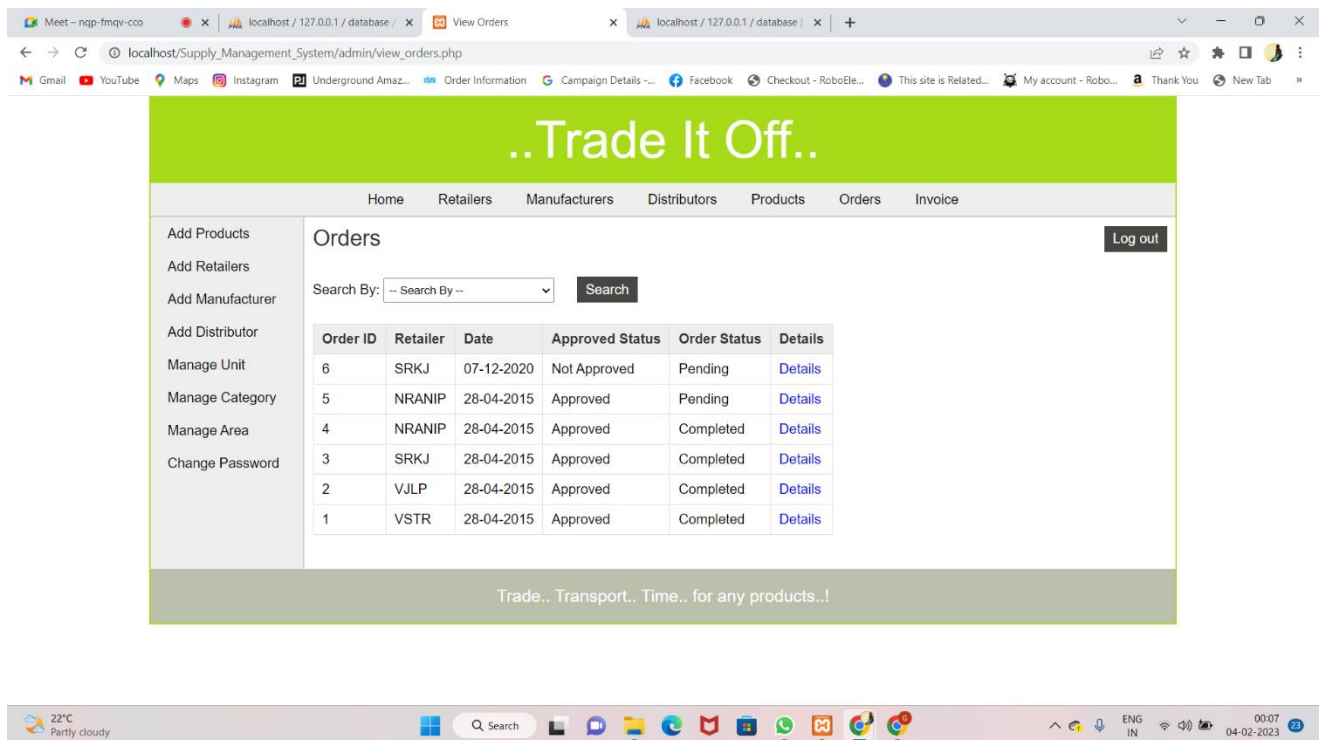 Meet – nqp-fmqv-cco localhost / 127.0.0.1 / database / View Orders localhost / 127.0.0.1 / database |
localhost/Supply_Management_System/admin/view_orders.php
Gmail YouTube Maps Instagram Underground Amaz... Order Information Campaign Details -... Facebook Checkout - RoboEle... This site is Related... My account - Robo... Thank You New Tab »
..Trade It Off..
Home Retailers Manufacturers Distributors Products Orders Invoice
Add Products
Add Retailers
Add Manufacturer
Add Distributor
Manage Unit
Manage Category
Manage Area
Change Password
Orders
Log out
Search By: -- Search By -- Search
Order ID Retailer Date Approved Status Order Status Details
6 SRKJ 07-12-2020 Not Approved Pending Details
5 NRANIP 28-04-2015 Approved Pending Details
4 NRANIP 28-04-2015 Approved Completed Details
3 SRKJ 28-04-2015 Approved Completed Details
2 VJLP 28-04-2015 Approved Completed Details
1 VSTR 28-04-2015 Approved Completed Details
Trade.. Transport.. Time.. for any products..!
22°C
Partly cloudy
Search
ENG
IN
00:07
04-02-2023
23